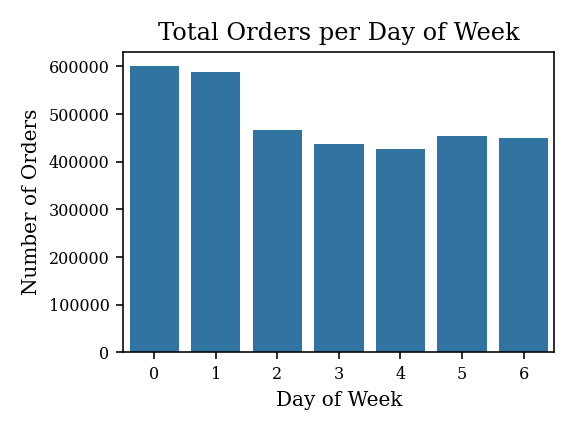 Total Orders per Day of Week
Number of Orders
600000
500000
400000
300000
200000
100000
0
0 1 2 3 4 5 6
Day of Week